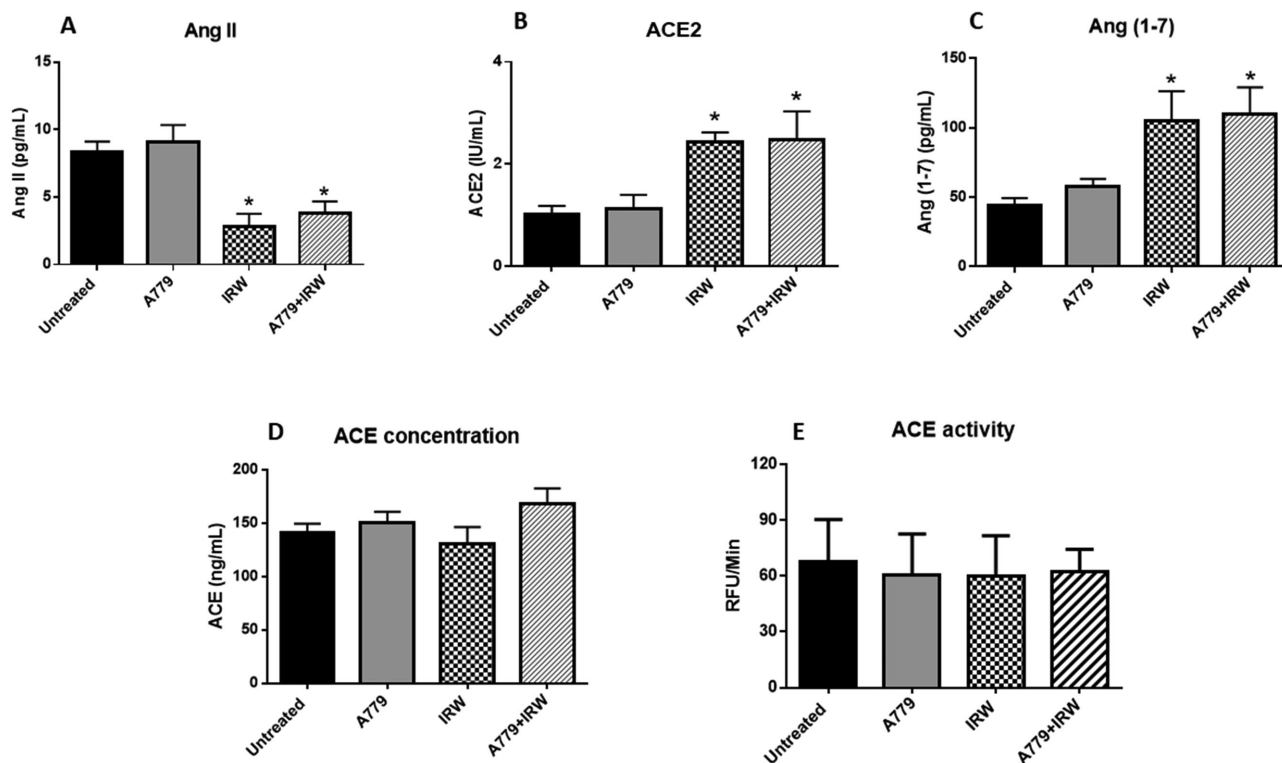 A Ang II
Ang II (pg/mL)
15
10
5
0
*
*
Untreated
A779
IRW
A779+IRW
B ACE2
ACE2 (IU/mL)
4
2
0
*
*
Untreated
A779
IRW
A779+IRW
C Ang (1-7)
Ang (1-7) (pg/mL)
150
100
50
0
*
*
Untreated
A779
IRW
A779+IRW
D ACE concentration
ACE (ng/mL)
200
150
100
50
0
Untreated
A779
IRW
A779+IRW
E ACE activity
RFU/Min
120
90
60
30
0
Untreated
A779
IRW
A779+IRW